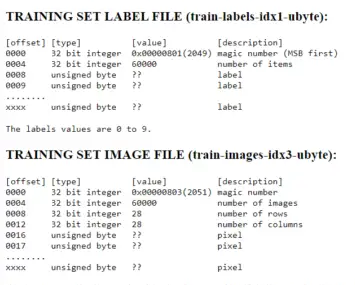 TRAINING SET LABEL FILE (train-labels-idx1-ubyte):
[offset] [type] [value] [description]
0000 32 bit integer 0x00000801(2049) magic number (MSB first)
0004 32 bit integer 60000 number of items
0008 unsigned byte ?? label
0009 unsigned byte ?? label
........
xxxx unsigned byte ?? label
The labels values are 0 to 9.
TRAINING SET IMAGE FILE (train-images-idx3-ubyte):
[offset] [type] [value] [description]
0000 32 bit integer 0x00000803(2051) magic number
0004 32 bit integer 60000 number of images
0008 32 bit integer 28 number of rows
0012 32 bit integer 28 number of columns
0016 unsigned byte ?? pixel
0017 unsigned byte ?? pixel
........
xxxx unsigned byte ?? pixel